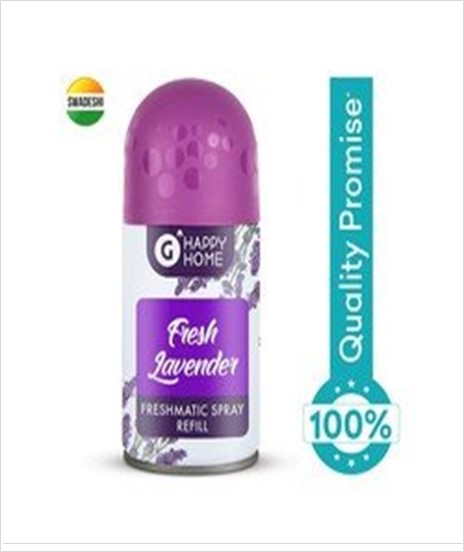 SWADESHI
G HAPPY
HOME
Fresh
Lavender
FRESHMATIC SPRAY
REFILL
Quality Promise*
100%